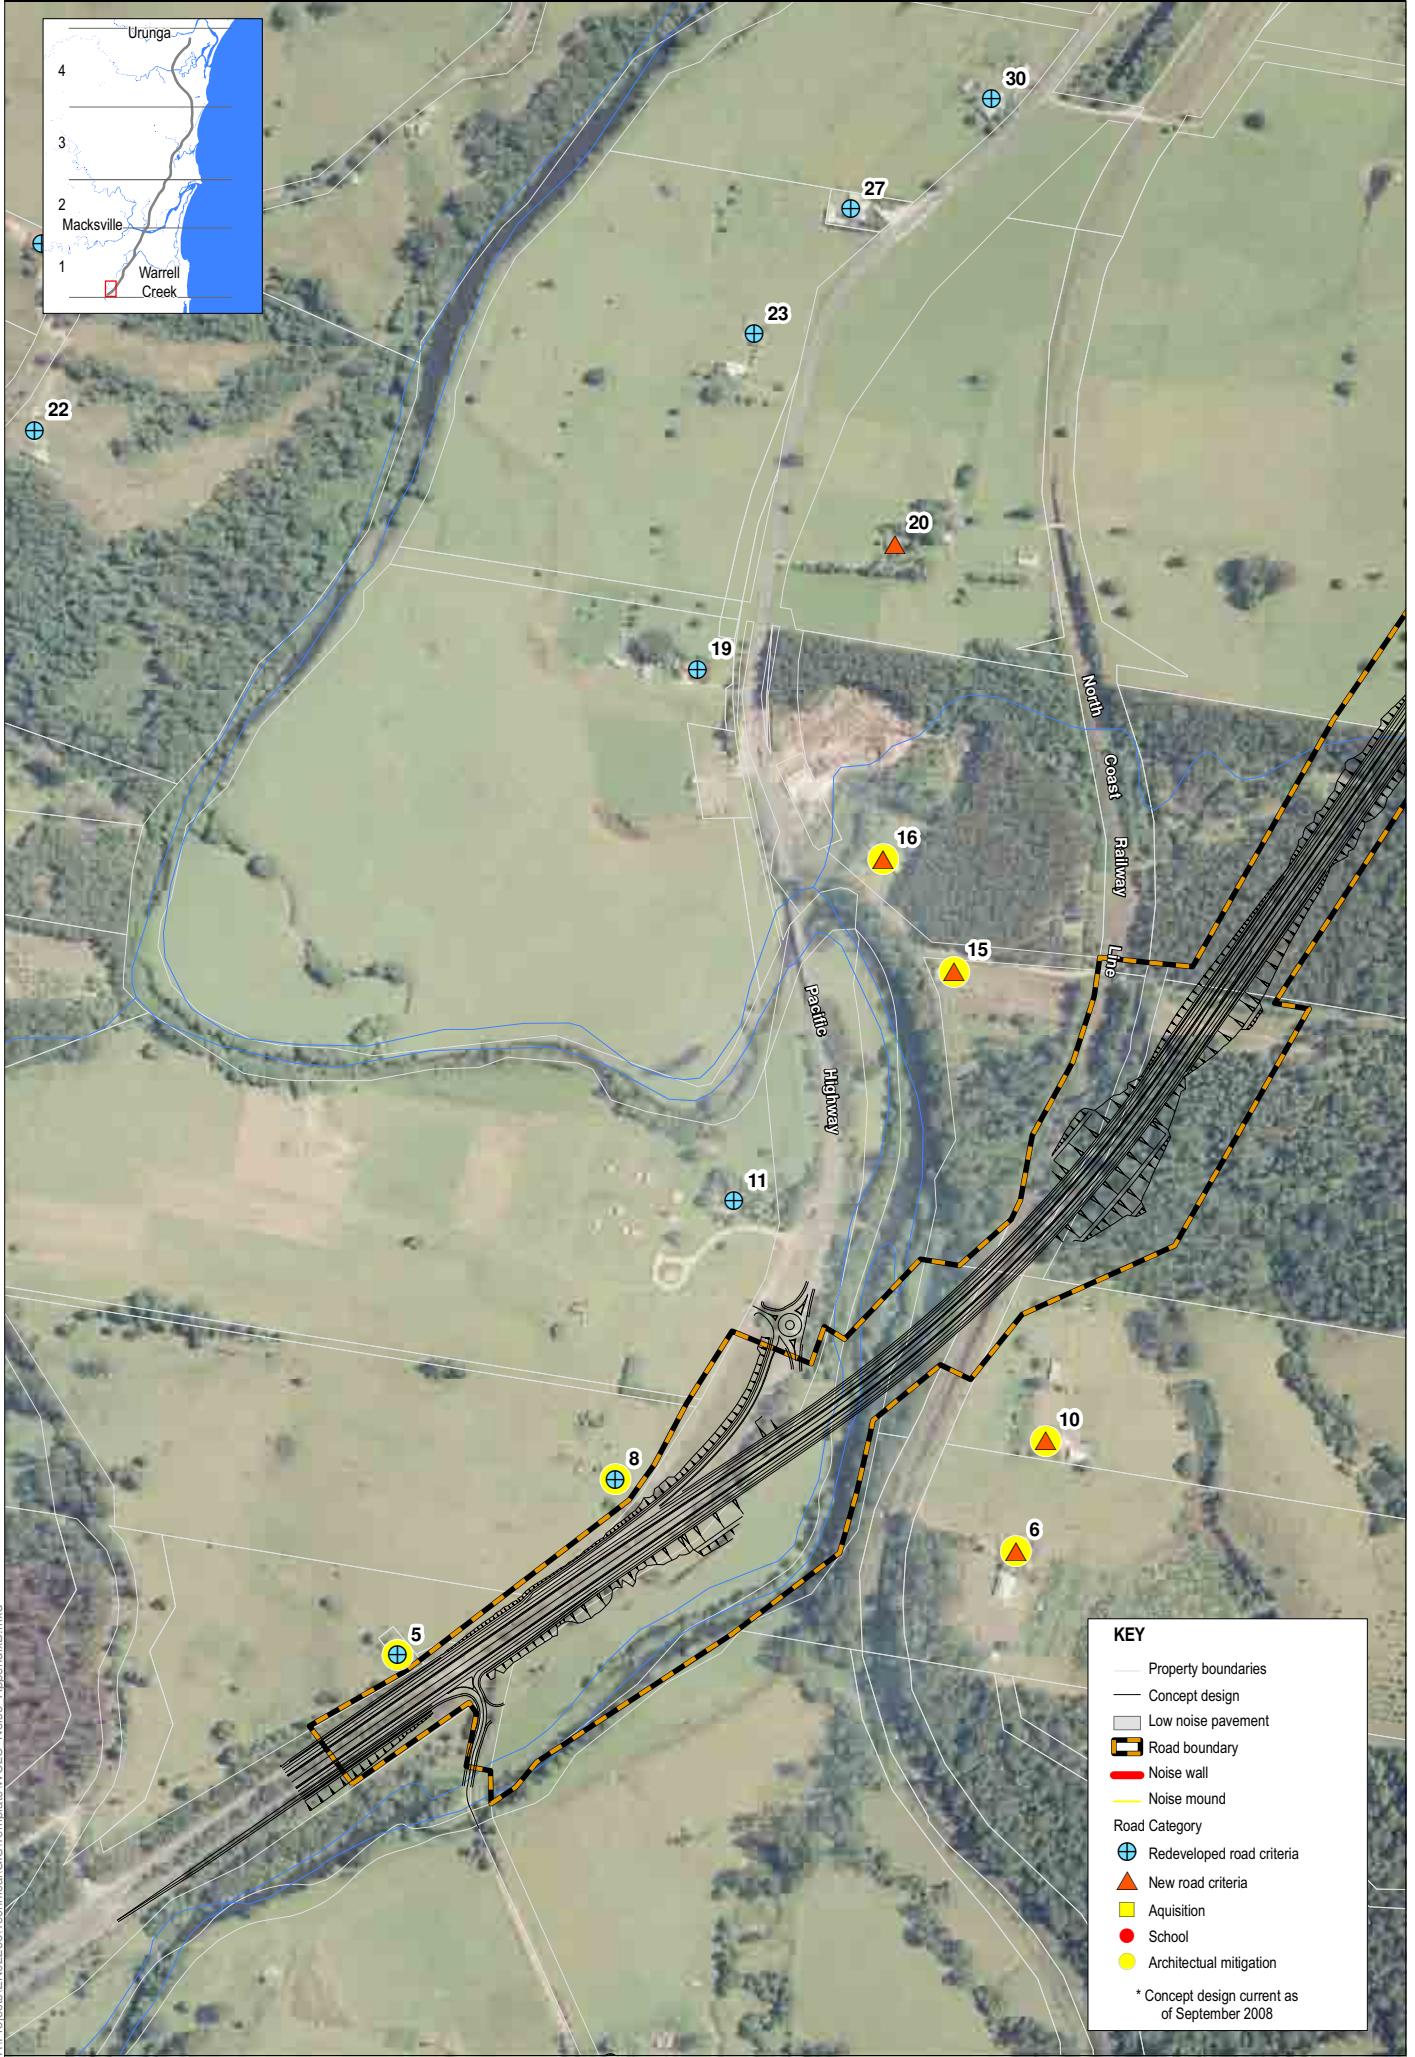 Urunga
4
3
2
Macksville
1
Warrell
Creek
30
27
23
22
20
19
North
Coast
Railway
Line
16
15
Pacific
Highway
11
10
8
6
5
KEY
Property boundaries
Concept design
Low noise pavement
Road boundary
Noise wall
Noise mound
Road Category
Redeveloped road criteria
New road criteria
Aquisition
School
Architectual mitigation
* Concept design current as
of September 2008